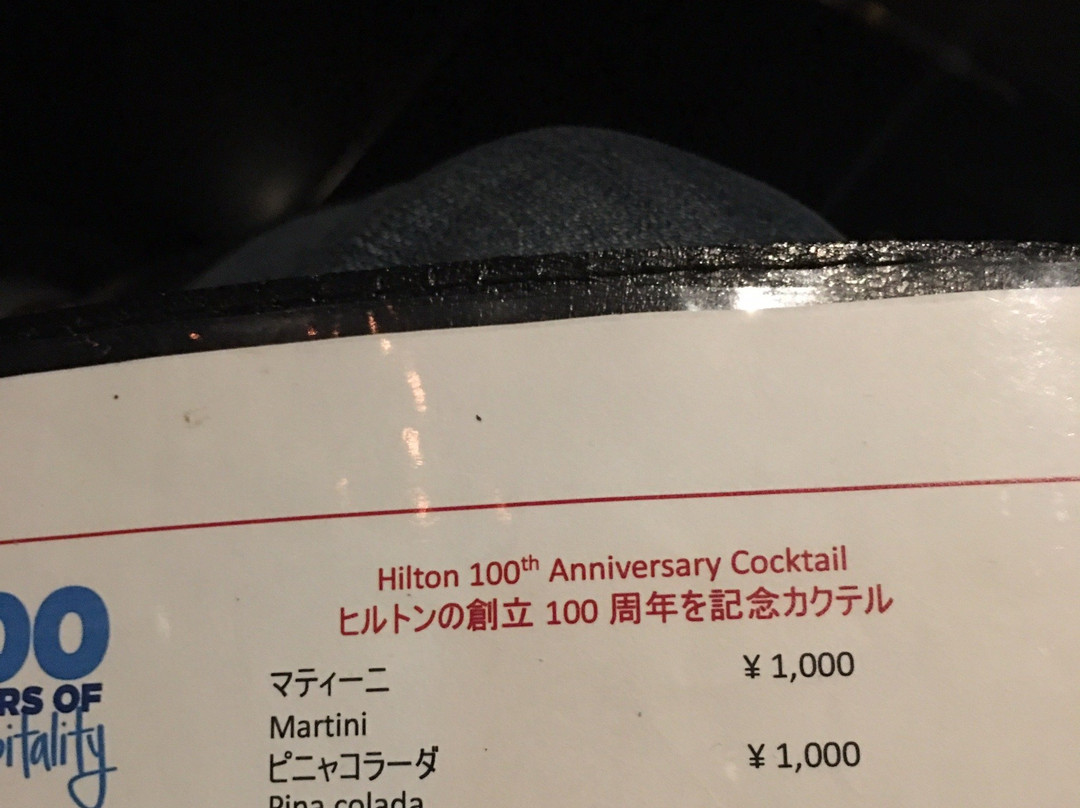 Hilton 100th Anniversary Cocktail
ヒルトンの創立 100 周年を記念カクテル
00
RS OF
itality
マティーニ ¥ 1,000
Martini
ピニャコラーダ ¥ 1,000
Pina colada